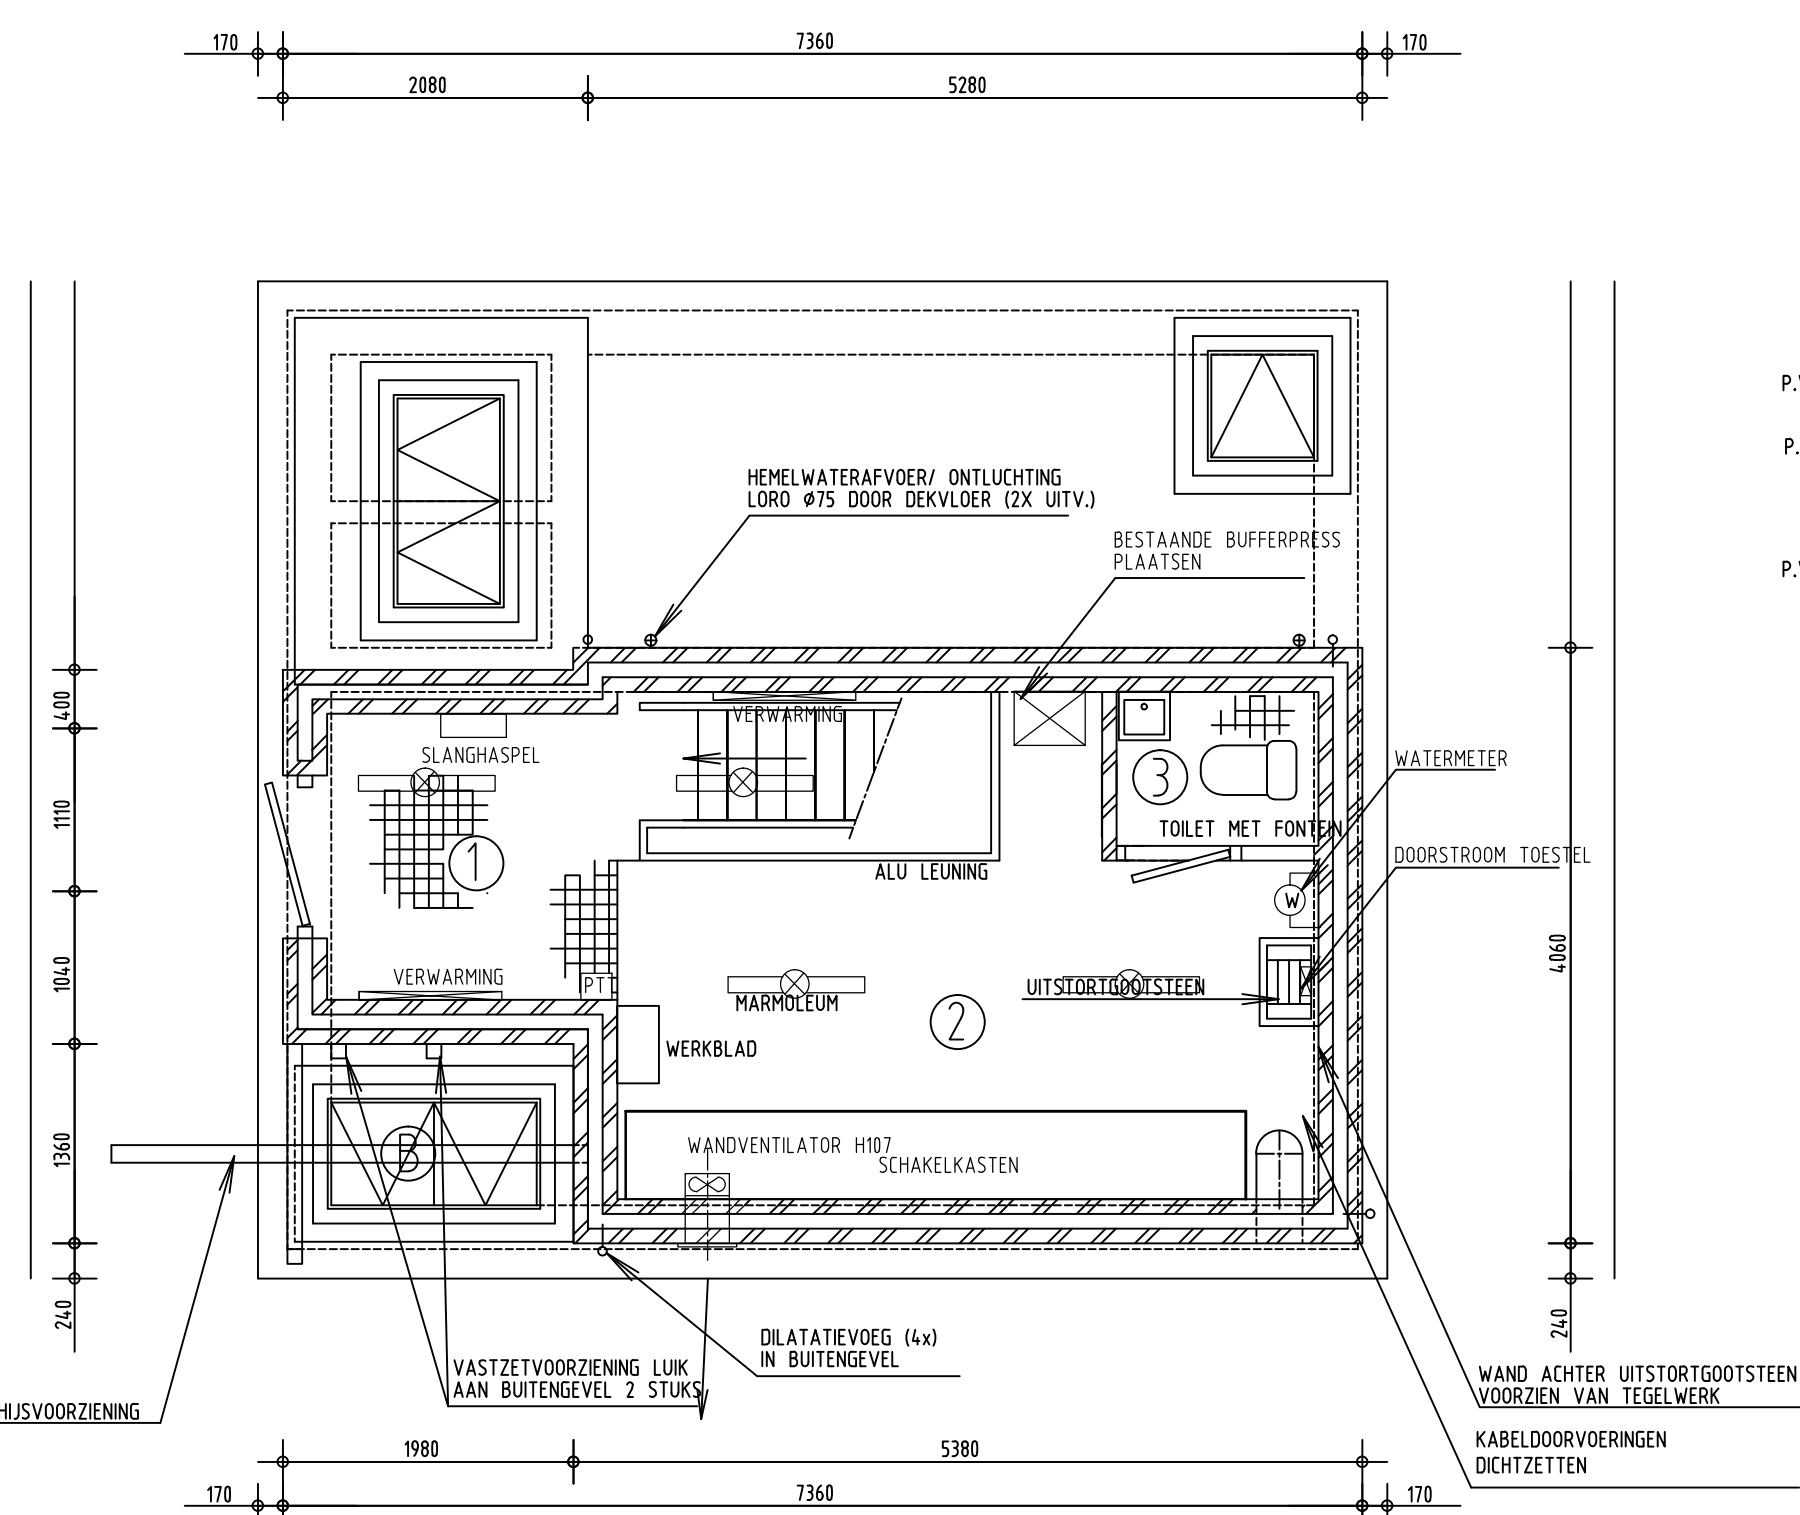 170
7360
170
2080
5280
P.
P.
HEMELWATERAFVOER/ ONTLUCHTING
LORO Ø75 DOOR DEKVLOER (2X UITV.)
BESTAANDE BUFFERPRESS
PLAATSEN
P.
400
VERWARMING
SLANGHASPEL
3
WATERMETER
1110
TOILET MET FONTEIN
1
DOORSTROOM TOESTEL
ALU LEUNING
W
1040
4060
VERWARMING
PTT
UITSTORTGOOTSTEEN
MARMOLEUM
2
WERKBLAD
1360
B
WANDVENTILATOR H107
SCHAKELKASTEN
240
240
DILATATIEVOEG (4x)
IN BUITENGEVEL
VASTZETVOORZIENING LUIK
AAN BUITENGEVEL 2 STUKS
WAND ACHTER UITSTORTGOOTSTEEN
VOORZIEN VAN TEGELWERK
HIJSVOORZIENING
KABELDOORVOERINGEN
DICHTZETTEN
1980
5380
170
7360
170